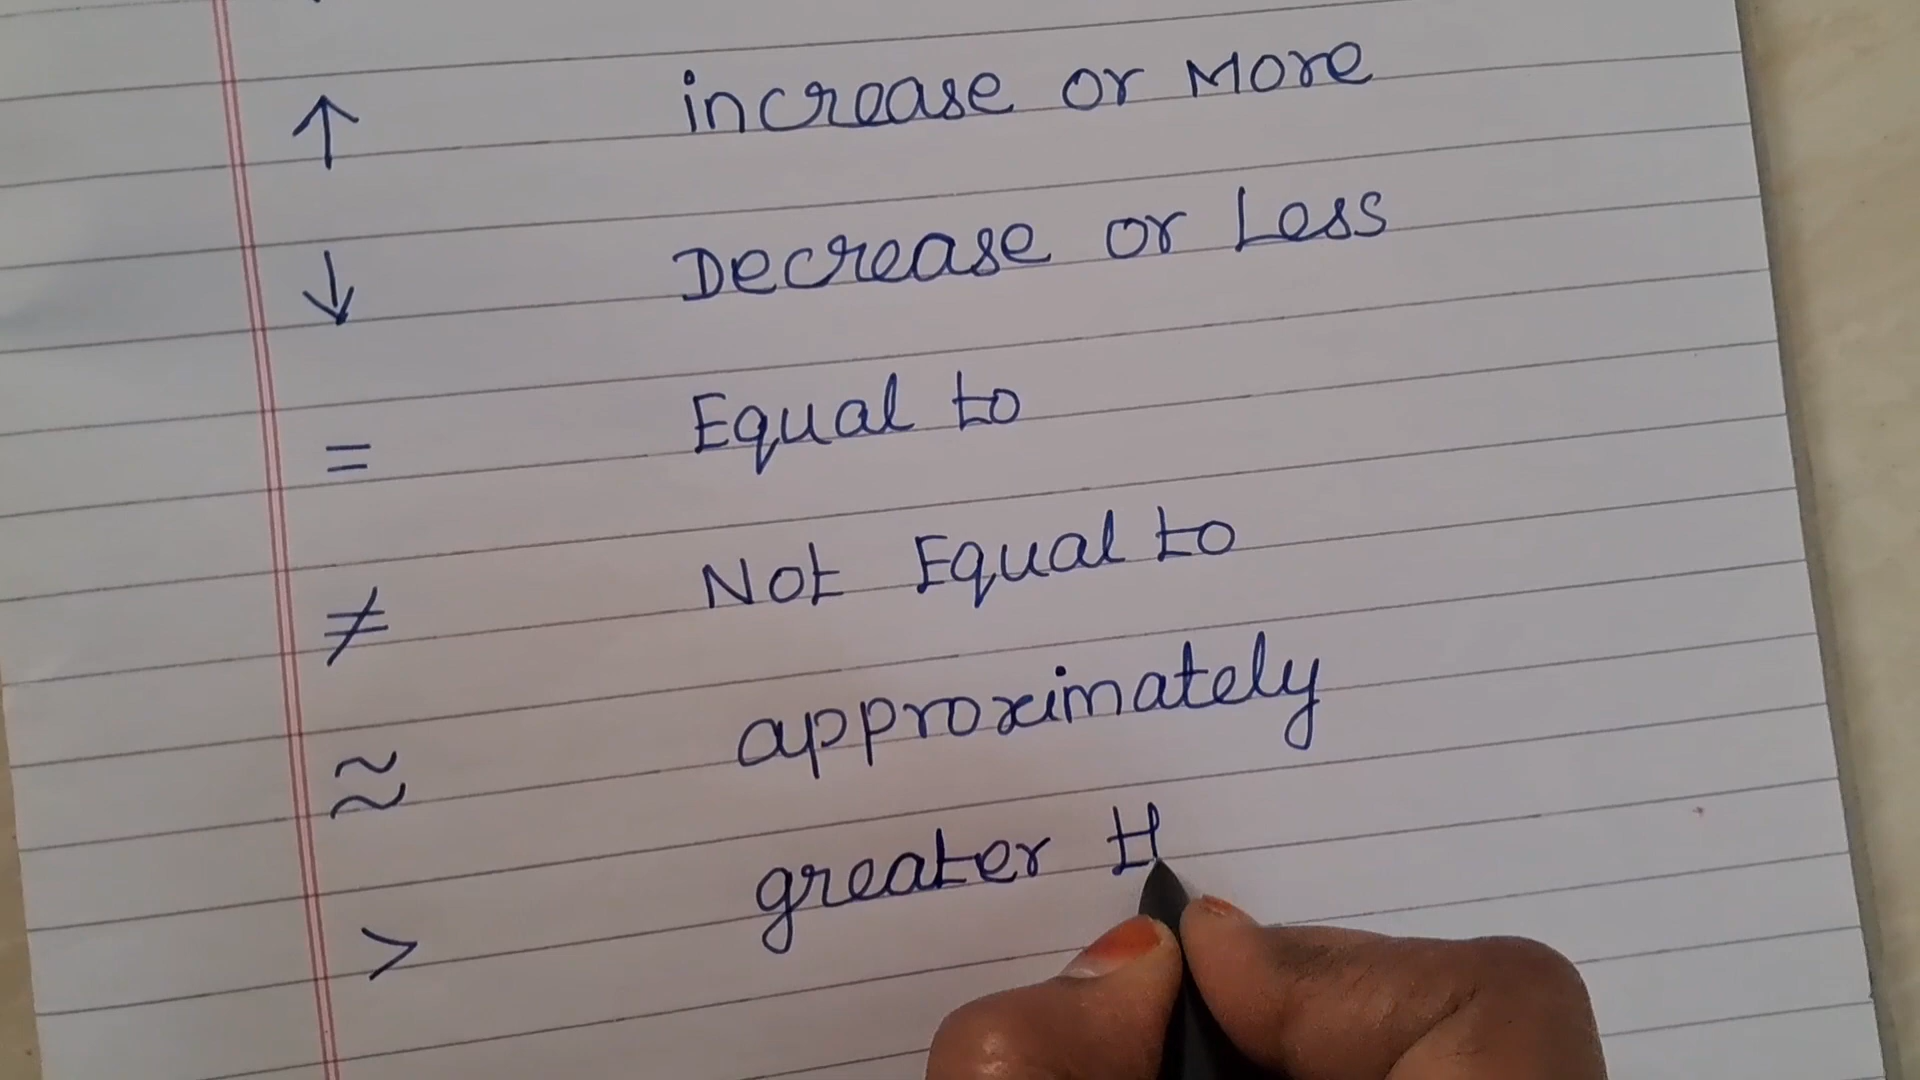 ↑ increase or More
↓ Decrease or Less
= Equal to
≠ Not Equal to
≈ approximately
> greater